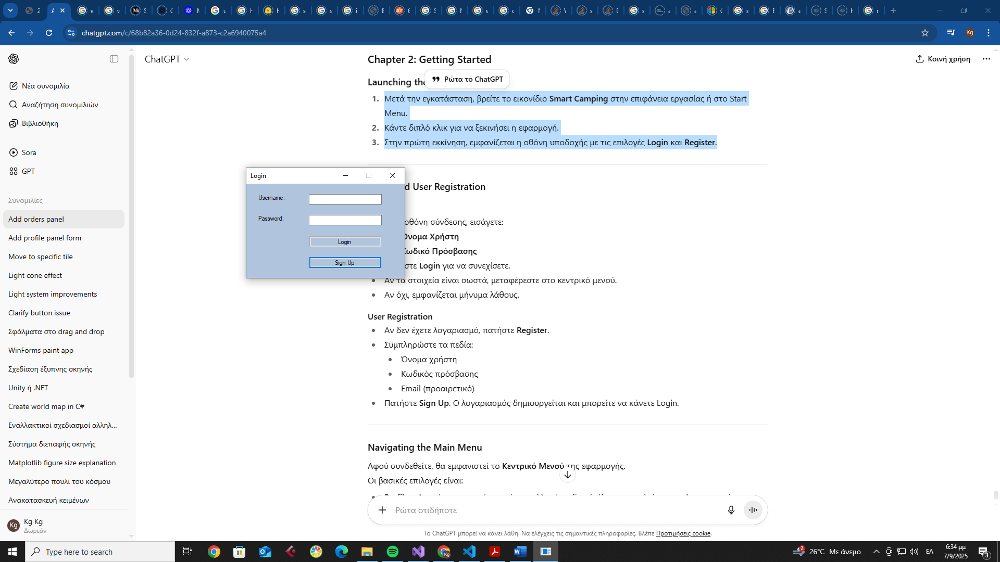 2
chatgpt.com/c/68b82a36-0d24-832f-a873-c2a6940075a4
Kg
ChatGPT
Κοινή χρήση
Νέα συνομιλία
Αναζήτηση συνομιλιών
Βιβλιοθήκη
Sora
GPT
Συνομιλίες
Add orders panel
Add profile panel form
Move to specific tile
Light cone effect
Light system improvements
Clarify button issue
Σφάλματα στο drag and drop
WinForms paint app
Σχεδίαση έξυπνης σκηνής
Unity ή .NET
Create world map in C#
Εναλλακτικοί σχεδιασμοί αλληλ...
Σύστημα διεπαφής σκηνής
Matplotlib figure size explanation
Μεγαλύτερο πουλί του κόσμου
Ανακατασκευή κειμένων
Kg
Kg Kg
Δωρεάν
Chapter 2: Getting Started
Launching the
Ρώτα το ChatGPT
1. Μετά την εγκατάσταση, βρείτε το εικονίδιο Smart Camping στην επιφάνεια εργασίας ή στο Start
Menu.
2. Κάντε διπλό κλικ για να ξεκινήσει η εφαρμογή.
3. Στην πρώτη εκκίνηση, εμφανίζεται η οθόνη υποδοχής με τις επιλογές Login και Register.
Login
Username:
Password:
Login
Sign Up
d User Registration
οθόνη σύνδεσης, εισάγετε:
Όνομα Χρήστη
Κωδικό Πρόσβασης
στε Login για να συνεχίσετε.
Αν τα στοιχεία είναι σωστά, μεταφέρεστε στο κεντρικό μενού.
Αν όχι, εμφανίζεται μήνυμα λάθους.
User Registration
Αν δεν έχετε λογαριασμό, πατήστε Register.
Συμπληρώστε τα πεδία:
Όνομα χρήστη
Κωδικός πρόσβασης
Email (προαιρετικό)
Πατήστε Sign Up. Ο λογαριασμός δημιουργείται και μπορείτε να κάνετε Login.
Navigating the Main Menu
Αφού συνδεθείτε, θα εμφανιστεί το Κεντρικό Μενού της εφαρμογής.
Οι βασικές επιλογές είναι:
Ρώτα οτιδήποτε
Το ChatGPT μπορεί να κάνει λάθη. Να ελέγχεις τις σημαντικές πληροφορίες. Βλέπε Προτιμήσεις cookie.
Type here to search
2
26°C Με άνεμο
ΕΛ
6:34 μμ
7/9/2025
3